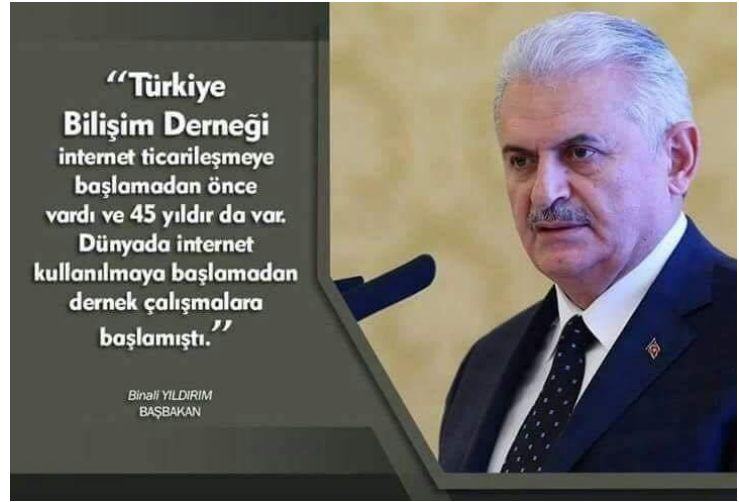 “Türkiye
Bilişim Derneği
internet ticarileşmeye
başlamadan önce
vardı ve 45 yıldır da var.
Dünyada internet
kullanılmaya başlamadan
dernek çalışmalara
başlamıştı.”
Binali YILDIRIM
BAŞBAKAN